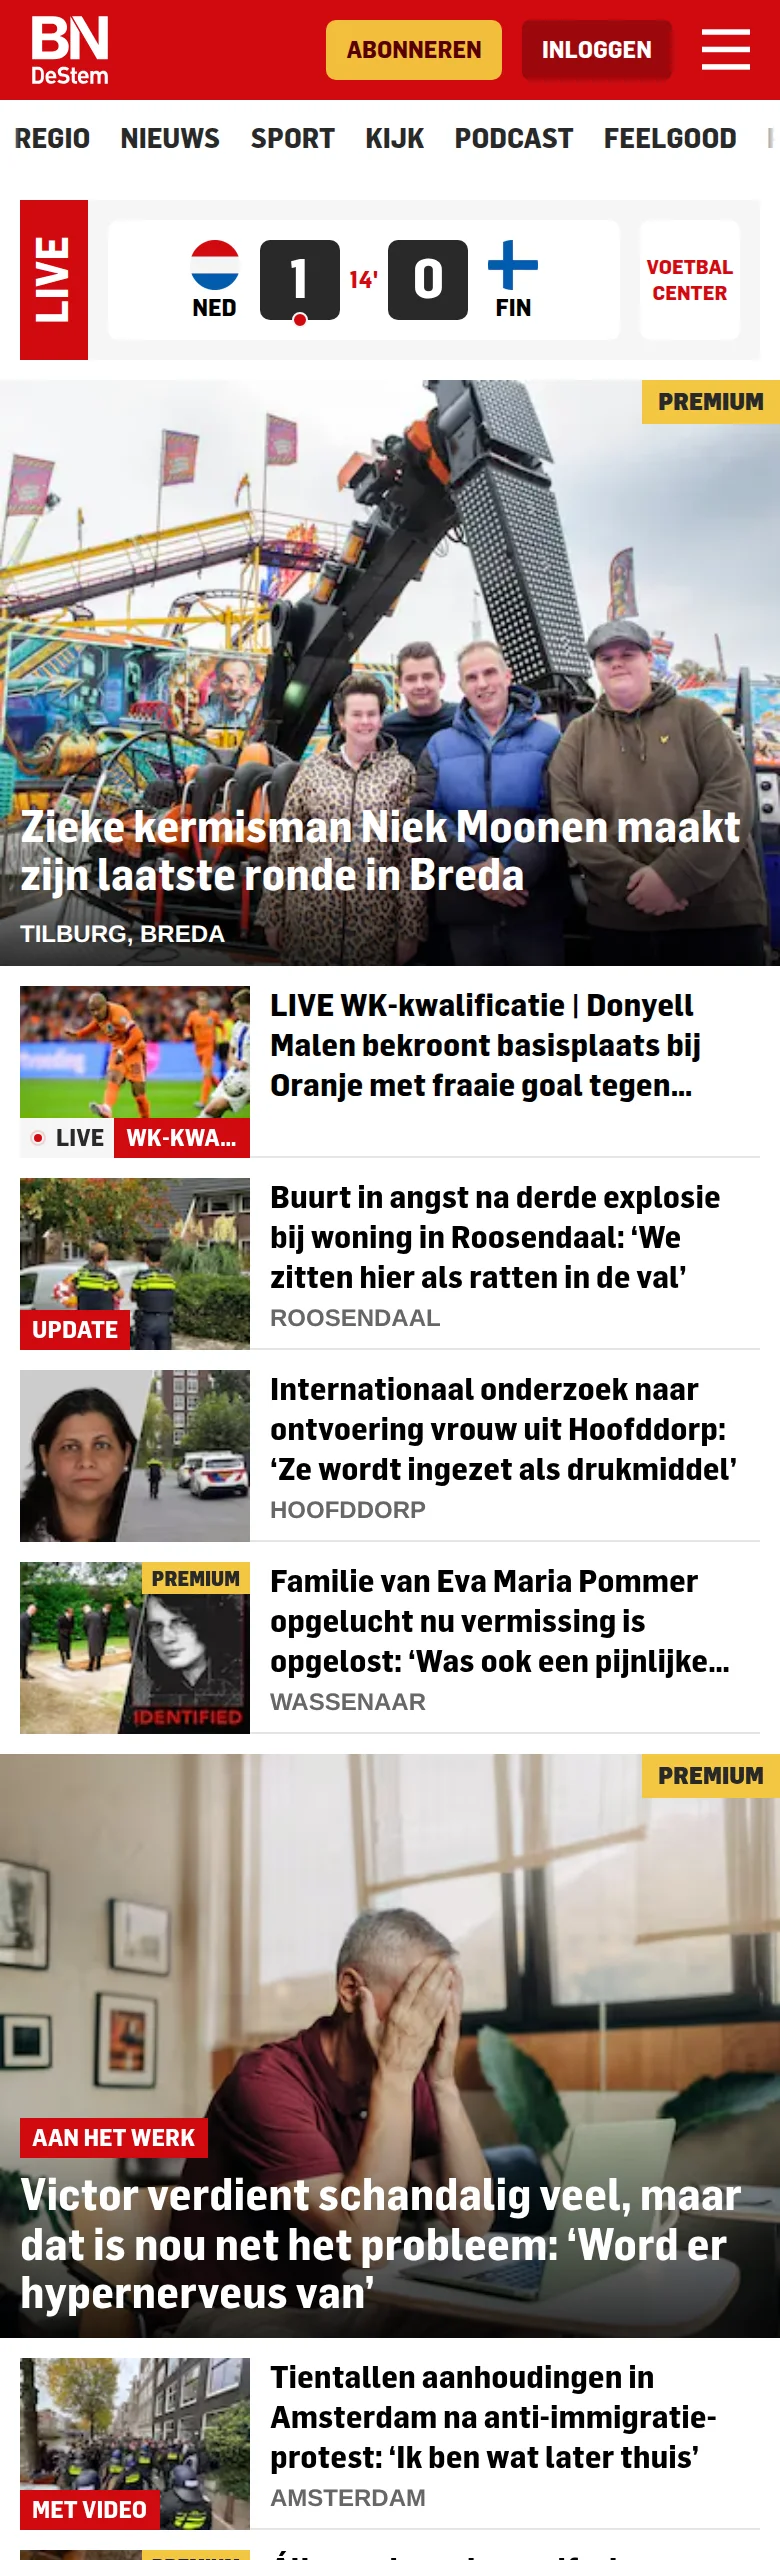 BN
DeStem
ABONNEREN
INLOGGEN
REGIO NIEUWS SPORT KIJK PODCAST FEELGOOD
LIVE
NED
1
14'
0
FIN
VOETBAL
CENTER
PREMIUM
Zieke kermisman Niek Moonen maakt
zijn laatste ronde in Breda
TILBURG, BREDA
LIVE WK-KWA...
LIVE WK-kwalificatie | Donyell
Malen bekroont basisplaats bij
Oranje met fraaie goal tegen...
UPDATE
Buurt in angst na derde explosie
bij woning in Roosendaal: ‘We
zitten hier als ratten in de val’
ROOSENDAAL
Internationaal onderzoek naar
ontvoering vrouw uit Hoofddorp:
‘Ze wordt ingezet als drukmiddel’
HOOFDDORP
PREMIUM
IDENTIFIED
Familie van Eva Maria Pommer
opgelucht nu vermissing is
opgelost: ‘Was ook een pijnlijke...
WASSENAAR
PREMIUM
AAN HET WERK
Victor verdient schandalig veel, maar
dat is nou net het probleem: ‘Word er
hypernerveus van’
MET VIDEO
Tientallen aanhoudingen in
Amsterdam na anti-immigratie-
protest: ‘Ik ben wat later thuis’
AMSTERDAM